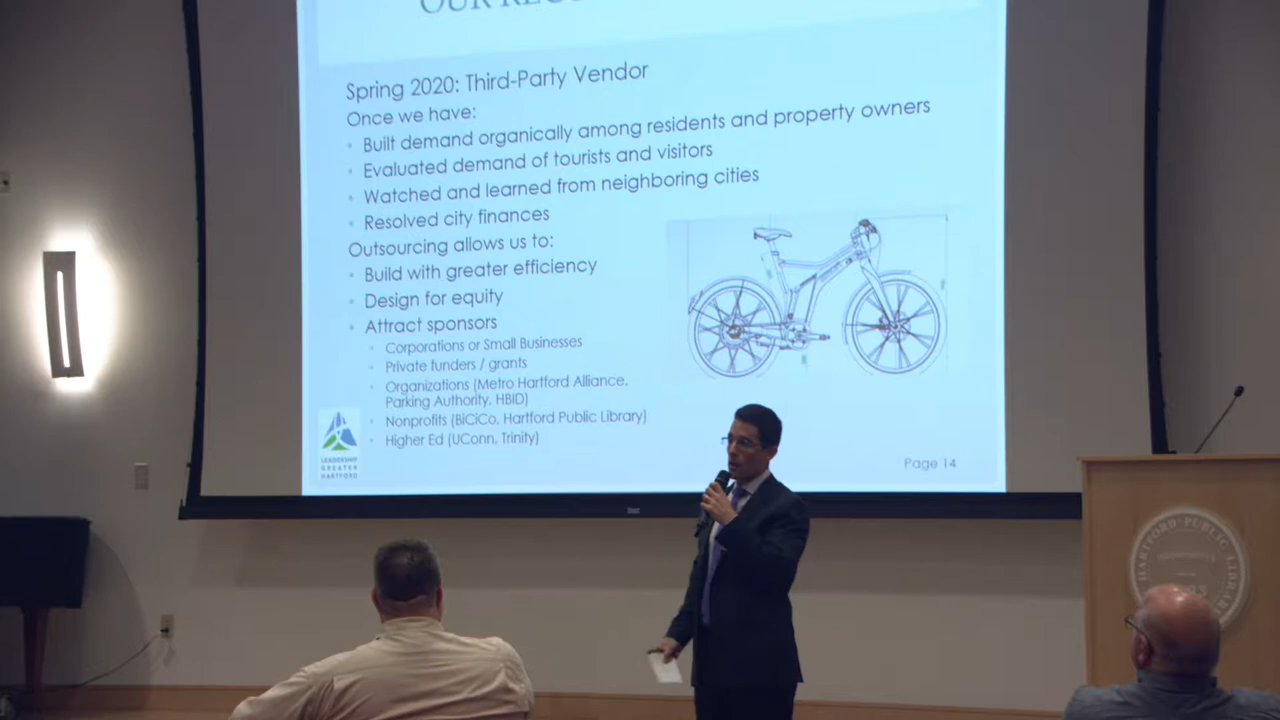 OUR
Spring 2020: Third-Party Vendor
Once we have:
• Built demand organically among residents and property owners
• Evaluated demand of tourists and visitors
• Watched and learned from neighboring cities
• Resolved city finances
Outsourcing allows us to:
• Build with greater efficiency
• Design for equity
• Attract sponsors
• Corporations or Small Businesses
• Private funders / grants
• Organizations (Metro Hartford Alliance,
Parking Authority, HBID)
• Nonprofits (BiCiCo, Hartford Public Library)
• Higher Ed (UConn, Trinity)
LEADERSHIP
GREATER
HARTFORD
Page 14
HARTFORD PUBLIC LIBRARY